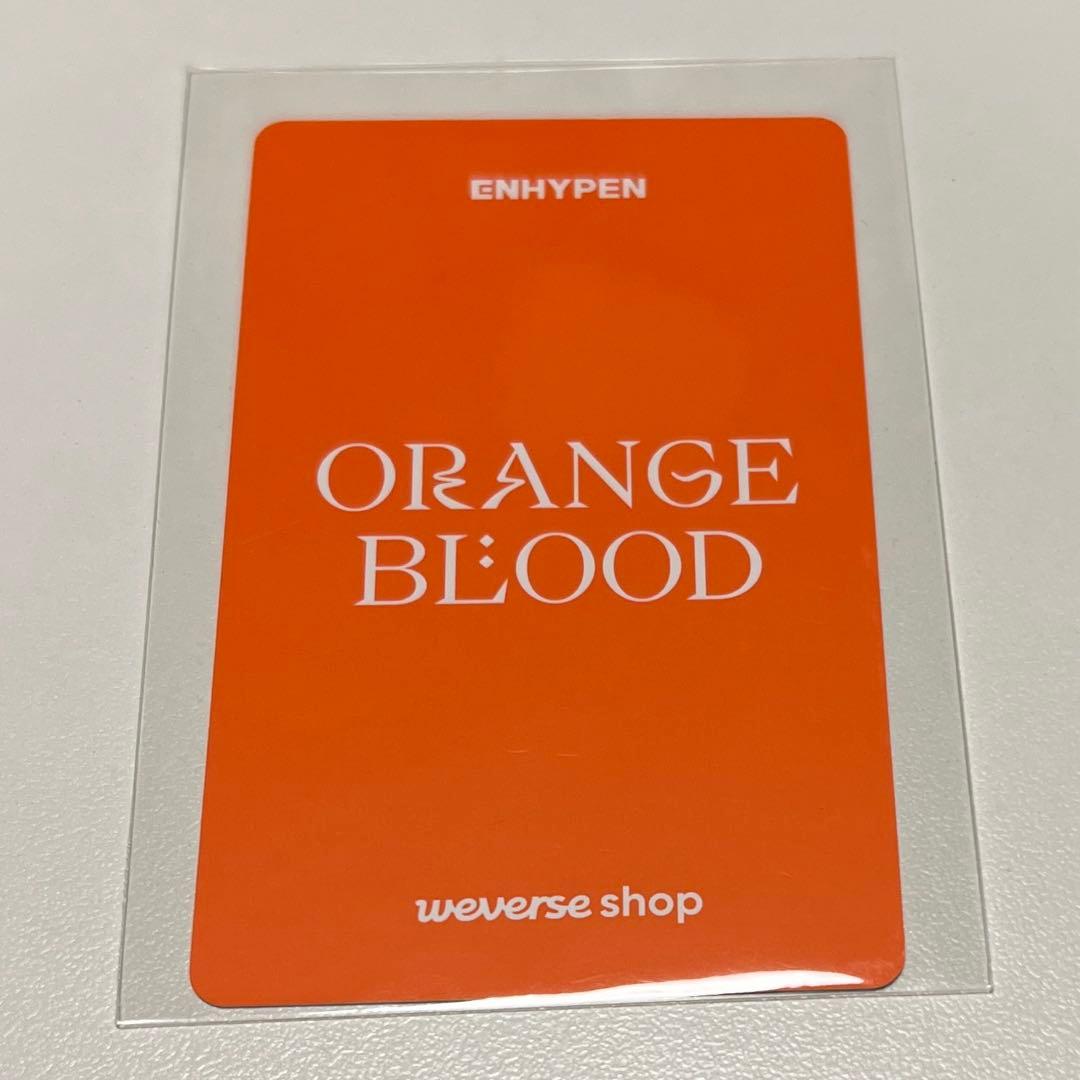 ENHYPEN
ORANGE
BLOOD
weverse shop